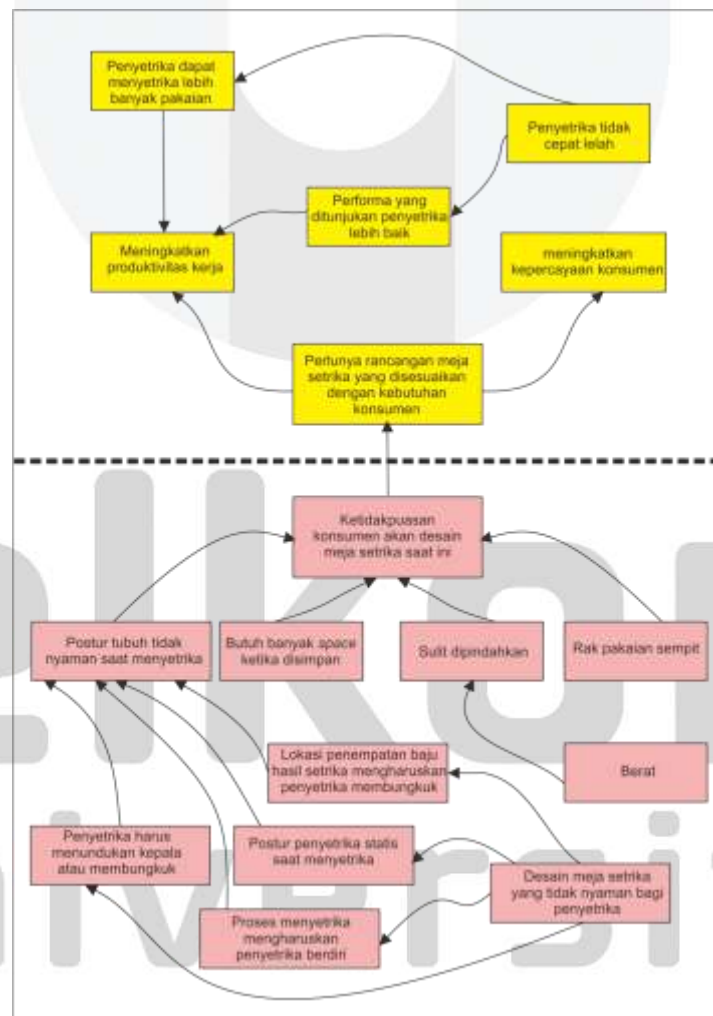 Penyetrika dapat
menyetrika lebih
banyak pakaian
Penyetrika tidak
cepat lelah
Performa yang
ditunjukan penyetrika
lebih baik
Meningkatkan
produktivitas kerja
meningkatkan
kepercayaan konsumen
Perlunya rancangan meja
setrika yang disesuaikan
dengan kebutuhan
konsumen
Ketidakpuasan
konsumen akan desain
meja setrika saat ini
Postur tubuh tidak
nyaman saat menyetrika
Butuh banyak space
ketika disimpan
Sulit dipindahkan
Rak pakaian sempit
Lokasi penempatan baju
hasil setrika mengharuskan
penyetrika membungkuk
Berat
Penyetrika harus
menundukan kepala
atau membungkuk
Postur penyetrika statis
saat menyetrika
Desain meja setrika
yang tidak nyaman bagi
penyetrika
Proses menyetrika
mengharuskan
penyetrika berdiri